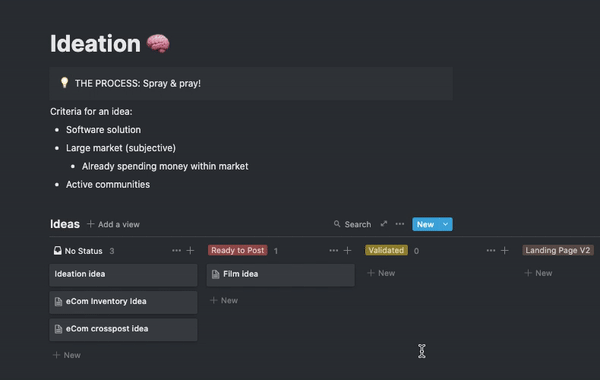 Ideation 🧠
💡 THE PROCESS: Spray & pray!
Criteria for an idea:
• Software solution
• Large market (subjective)
• Already spending money within market
• Active communities
Ideas + Add a view Search ••• New
No Status 3 ••• +
Ideation idea
eCom Inventory Idea
eCom crosspost idea
+ New
Ready to Post 1 ••• +
Film idea
+ New
Validated 0 ••• +
+ New
Landing Page V2
+ New